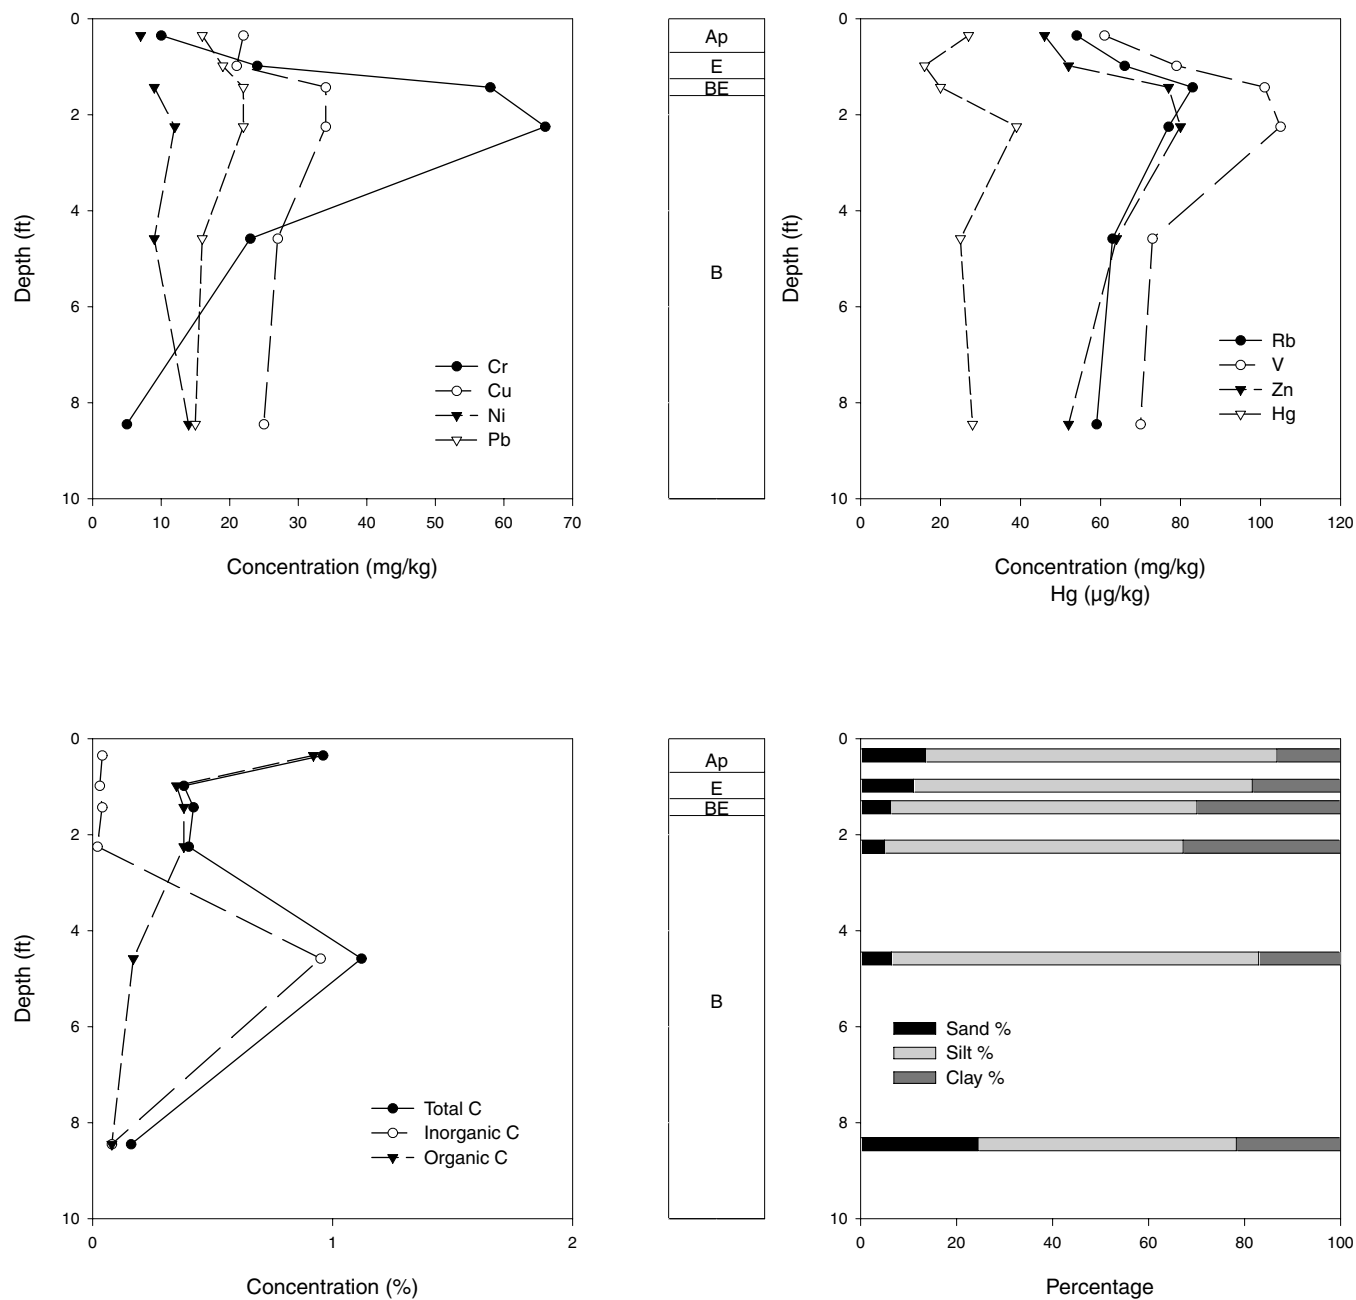 0
2
4
6
8
10
Depth (ft)
0 10 20 30 40 50 60 70
Concentration (mg/kg)
Cr
Cu
Ni
Pb
Ap
E
BE
B
0
2
4
6
8
10
Depth (ft)
0 20 40 60 80 100 120
Concentration (mg/kg)
Hg (µg/kg)
Rb
V
Zn
Hg
0
2
4
6
8
10
Depth (ft)
0 1 2
Concentration (%)
Total C
Inorganic C
Organic C
Ap
E
BE
B
0
2
4
6
8
10
0 20 40 60 80 100
Percentage
Sand %
Silt %
Clay %